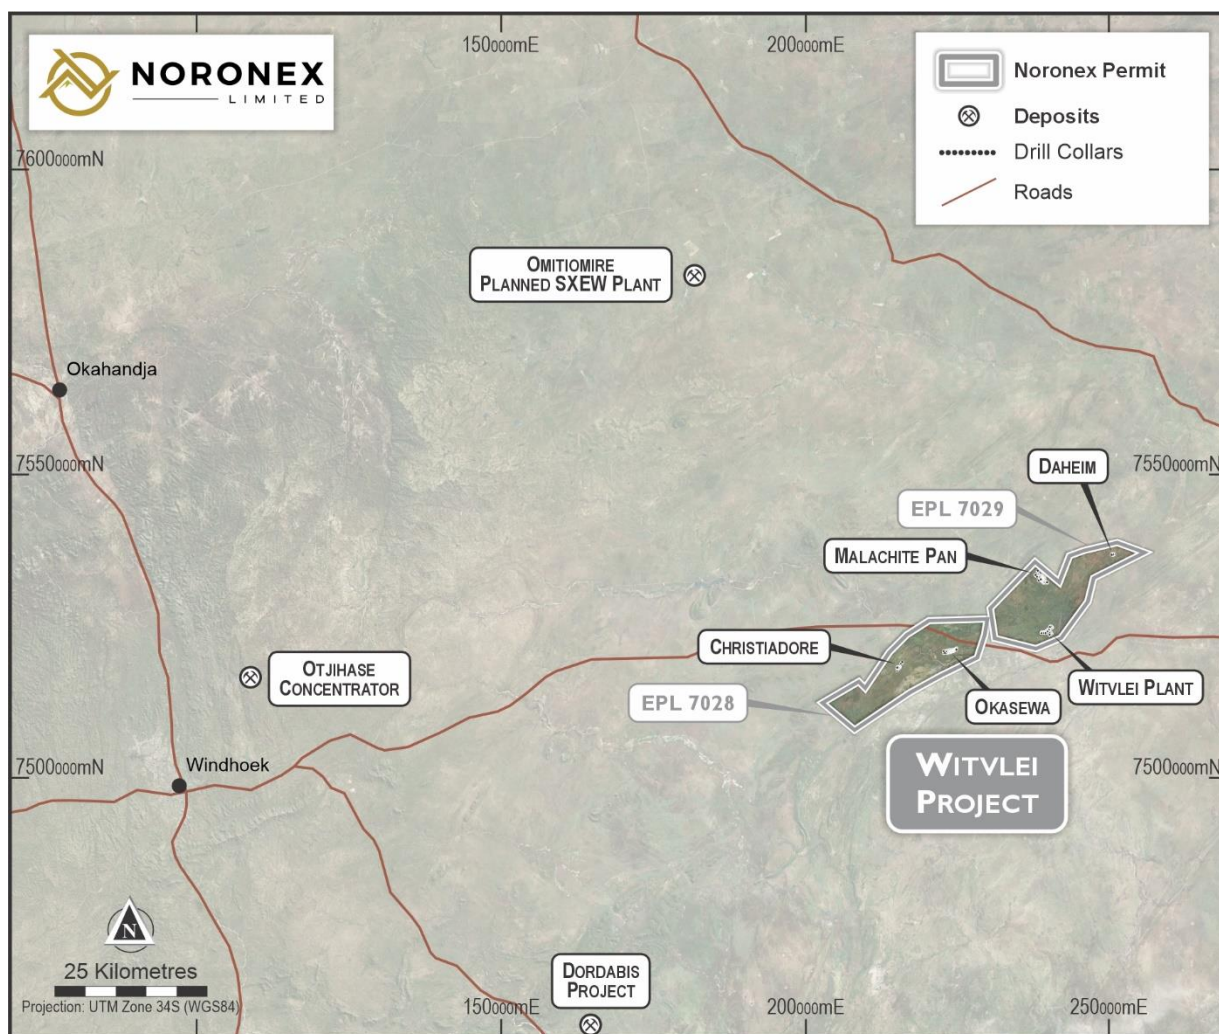 NORONEX
LIMITED
150000mE
200000mE
Noronex Permit
Deposits
Drill Collars
Roads
7600000mN
OMITIOMIRE
PLANNED SXEW PLANT
Okahandja
7550000mN
DAHEIM
7550000mN
EPL 7029
MALACHITE PAN
CHRISTIADORE
OTJIHASE
CONCENTRATOR
EPL 7028
OKASEWA
WITVLEI PLANT
WITVLEI
PROJECT
Windhoek
7500000mN
7500000mN
N
25 Kilometres
Projection: UTM Zone 34S (WGS84)
DORDABIS
PROJECT
150000mE
200000mE
250000mE